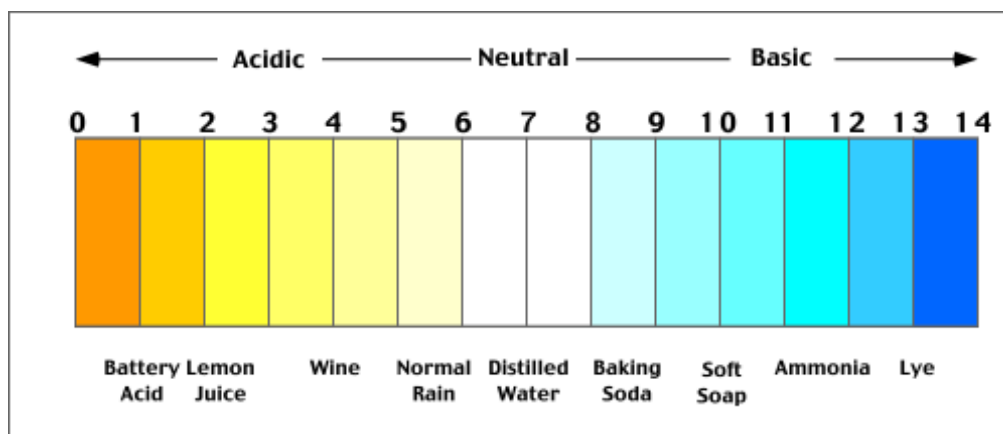 Acidic Neutral Basic
0 1 2 3 4 5 6 7 8 9 10 11 12 13 14
Battery Lemon Wine Normal Distilled Baking Soft Ammonia Lye
Acid Juice Rain Water Soda Soap